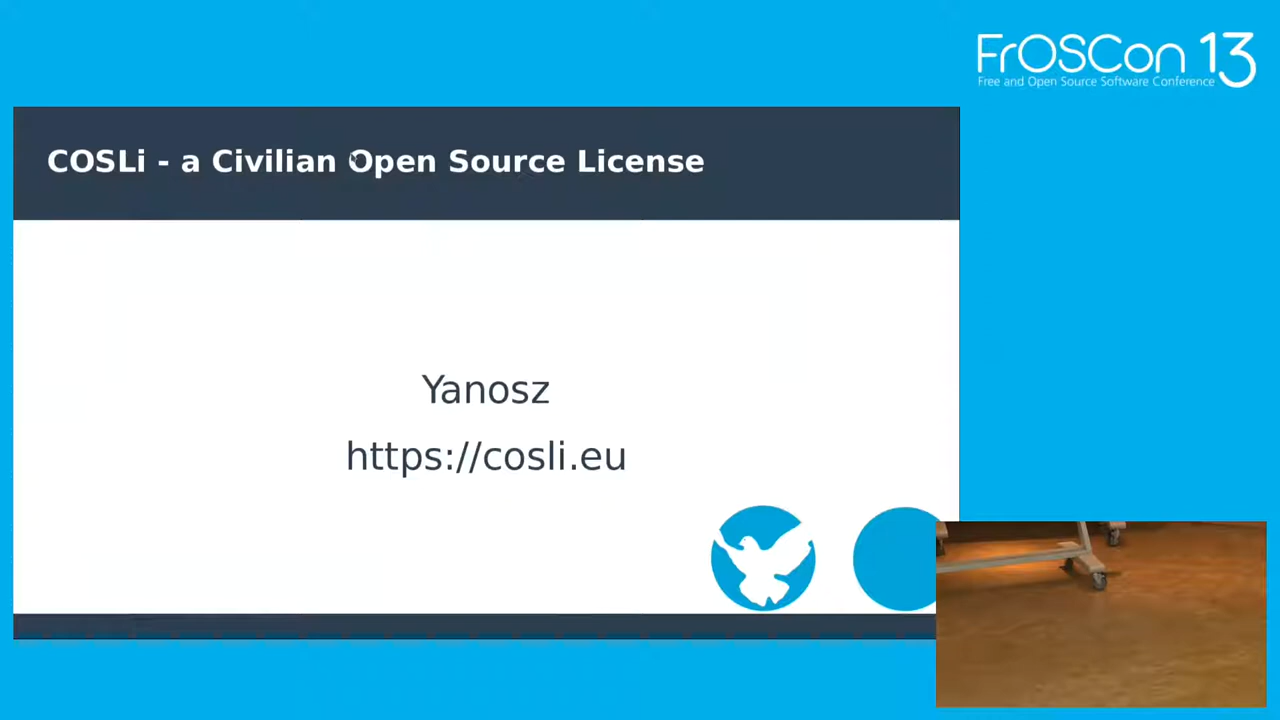 FrOSCon 13
Free and Open Source Software Conference
COSLi - a Civilian Open Source License
Yanosz
https://cosli.eu